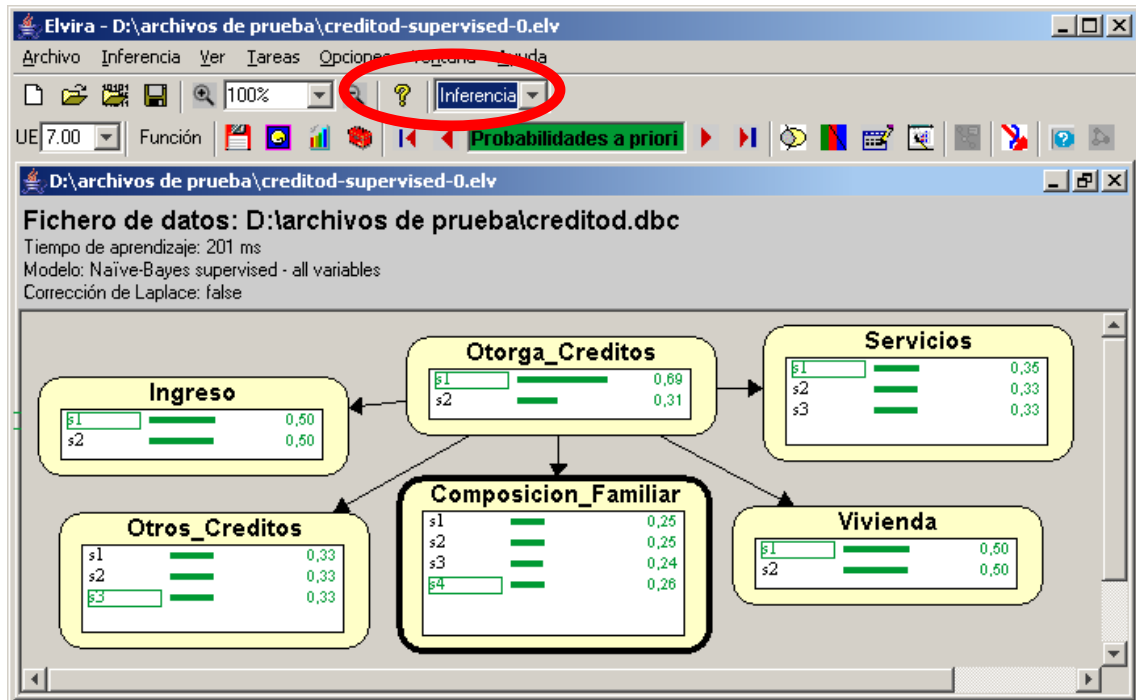 Elvira - D:\archivos de prueba\creditod-supervised-0.elv
Archivo Inferencia Ver Tareas Opciones Ventana Ayuda
100% Inferencia
UE 7.00 Función Probabilidades a priori
D:\archivos de prueba\creditod-supervised-0.elv
Fichero de datos: D:\archivos de prueba\creditod.dbc
Tiempo de aprendizaje: 201 ms
Modelo: Naïve-Bayes supervised - all variables
Corrección de Laplace: false
Otorga_Creditos
s1 0,69
s2 0,31
Servicios
s1 0,35
s2 0,33
s3 0,33
Ingreso
s1 0,50
s2 0,50
Otros_Creditos
s1 0,33
s2 0,33
s3 0,33
Composicion_Familiar
s1 0,25
s2 0,25
s3 0,24
s4 0,26
Vivienda
s1 0,50
s2 0,50